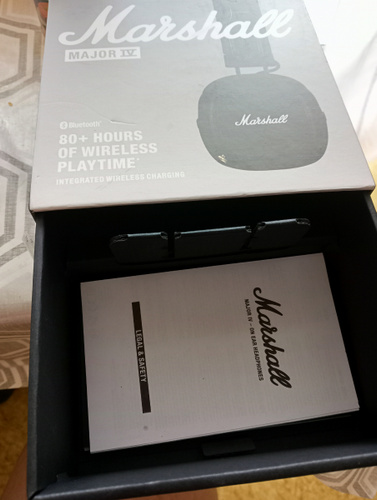 Marshall
MAJOR IV
Bluetooth
80+ HOURS
OF WIRELESS
PLAYTIME*
INTEGRATED WIRELESS CHARGING
Marshall
Marshall
MAJOR IV – ON EAR HEADPHONES
LEGAL & SAFETY